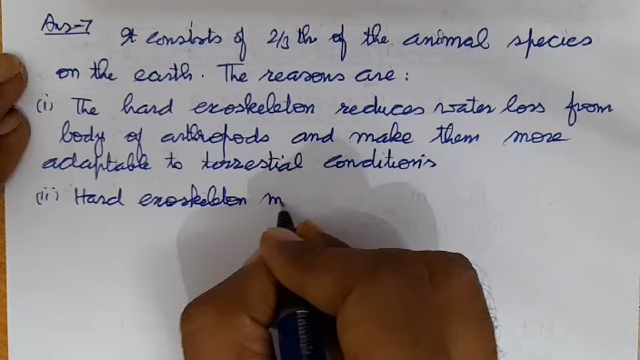 Ans-7 It consists of 2/3 th of the animal species
on the earth. The reasons are:
(i) The hard exoskeleton reduces water loss from
body of arthropods and make them more
adaptable to terrestial conditions
(ii) Hard exoskeleton m